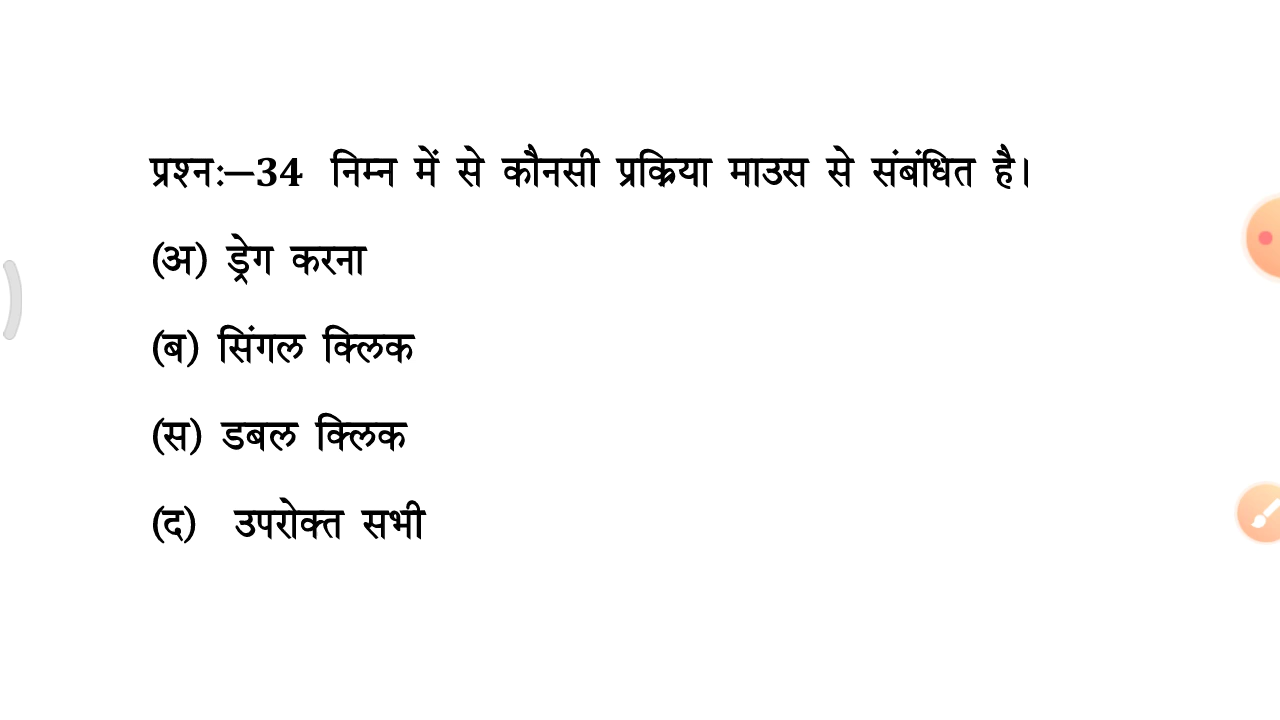 प्रश्न:—34 निम्न में से कौनसी प्रक्रिया माउस से संबंधित है।
(अ) ड्रेग करना
(ब) सिंगल क्लिक
(स) डबल क्लिक
(द) उपरोक्त सभी